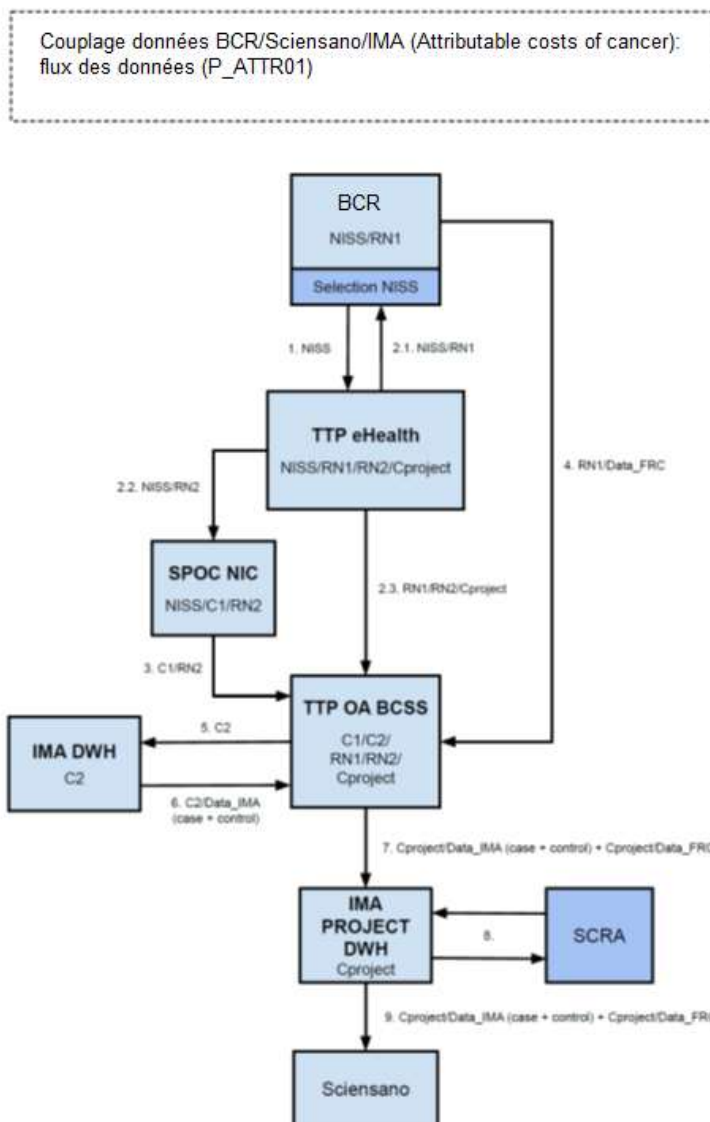 Couplage données BCR/Sciensano/IMA (Attributable costs of cancer):
flux des données (P_ATTR01)
BCR
NISS/RN1
Selection NISS
1. NISS
2.1. NISS/RN1
TTP eHealth
NISS/RN1/RN2/Cproject
4. RN1/Data_FRC
2.2. NISS/RN2
SPOC NIC
NISS/C1/RN2
2.3. RN1/RN2/Cproject
3. C1/RN2
TTP OA BCSS
C1/C2/
RN1/RN2/
Cproject
5. C2
IMA DWH
C2
6. C2/Data_IMA
(case + control)
7. Cproject/Data_IMA (case + control) + Cproject/Data_FRC
IMA
PROJECT
DWH
Cproject
8.
SCRA
9. Cproject/Data_IMA (case + control) + Cproject/Data_FRC
Sciensano